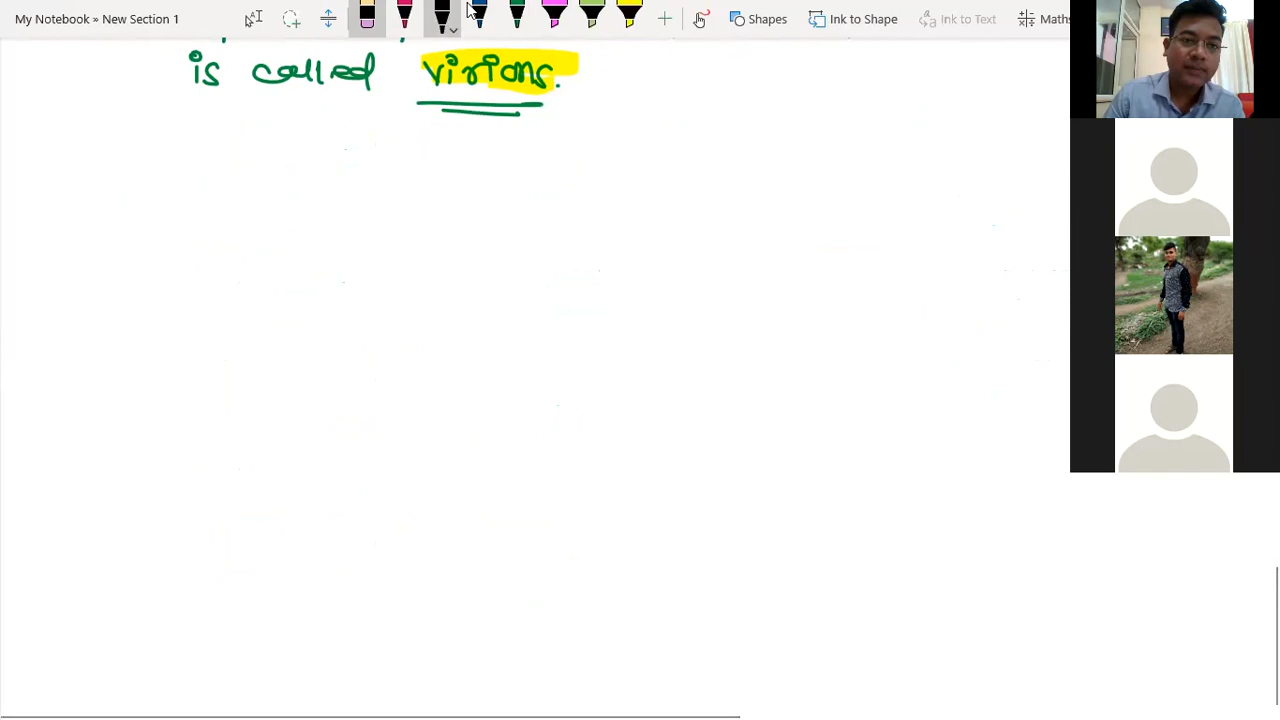 My Notebook » New Section 1
Shapes
Ink to Shape
Ink to Text
Maths
is called virions.